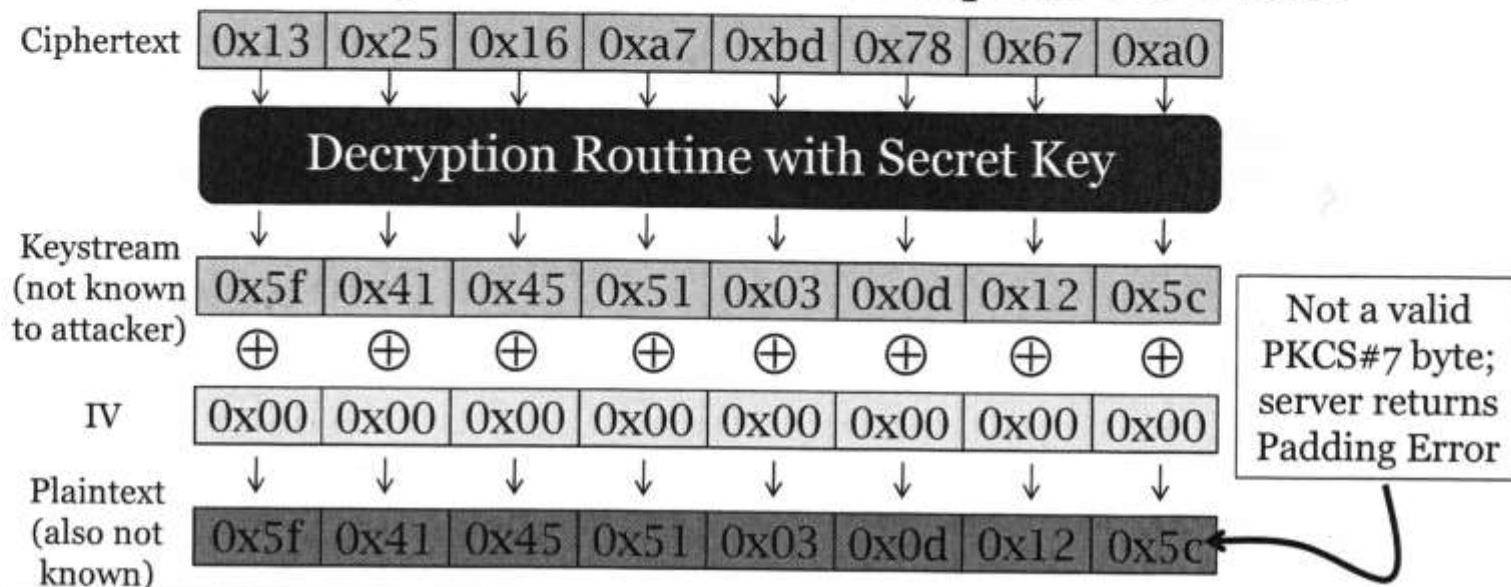 Ciphertext 0x13 0x25 0x16 0xa7 0xbd 0x78 0x67 0xa0
Decryption Routine with Secret Key
Keystream
(not known
to attacker)
0x5f 0x41 0x45 0x51 0x03 0x0d 0x12 0x5c
⊕ ⊕ ⊕ ⊕ ⊕ ⊕ ⊕ ⊕
Not a valid
PKCS#7 byte;
server returns
Padding Error
IV 0x00 0x00 0x00 0x00 0x00 0x00 0x00 0x00
Plaintext
(also not
known)
0x5f 0x41 0x45 0x51 0x03 0x0d 0x12 0x5c